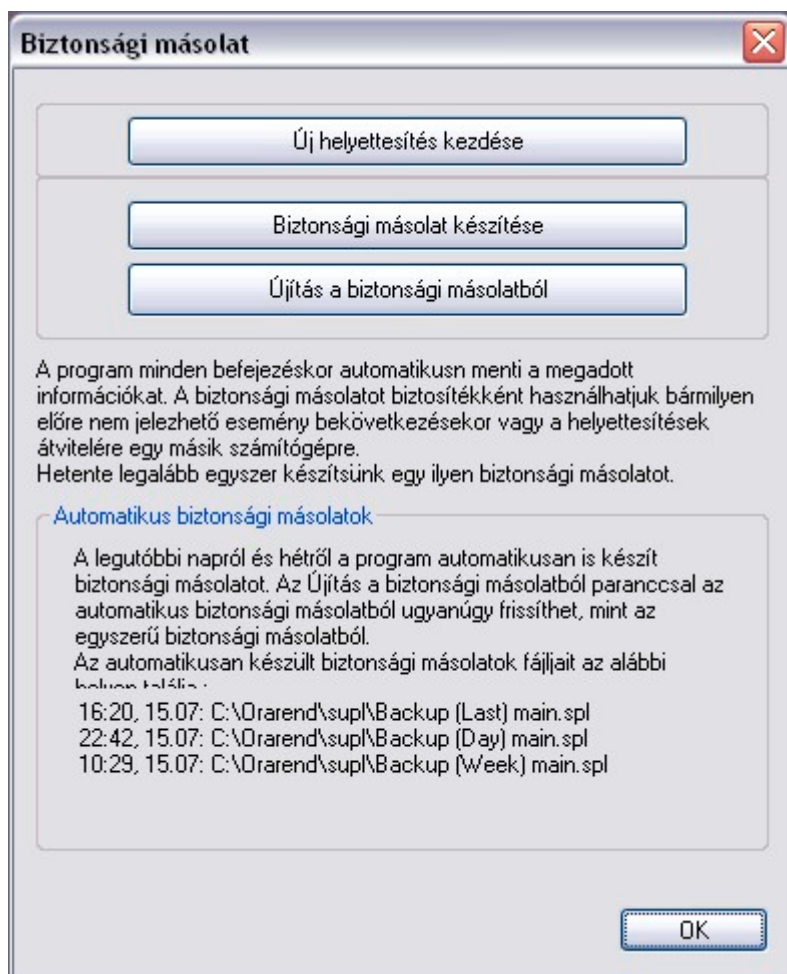 Biztonsági másolat
Új helyettesítés kezdése
Biztonsági másolat készítése
Újítás a biztonsági másolatból
A program minden befejezéskor automatikusn menti a megadott
információkat. A biztonsági másolatot biztosítékként használhatjuk bármilyen
előre nem jelezhető esemény bekövetkezésekor vagy a helyettesítések
átvitelére egy másik számítógépre.
Hetente legalább egyszer készítsünk egy ilyen biztonsági másolatot.
Automatikus biztonsági másolatok
A legutóbbi napról és hétről a program automatikusan is készít
biztonsági másolatot. Az Újítás a biztonsági másolatból paranccsal az
automatikus biztonsági másolatból ugyanúgy frissíthet, mint az
egyszerű biztonsági másolatból.
Az automatikusan készült biztonsági másolatok fájljait az alábbi
helyen találja :
16:20, 15.07: C:\Orarend\supl\Backup (Last) main.spl
22:42, 15.07: C:\Orarend\supl\Backup (Day) main.spl
10:29, 15.07: C:\Orarend\supl\Backup (Week) main.spl
OK